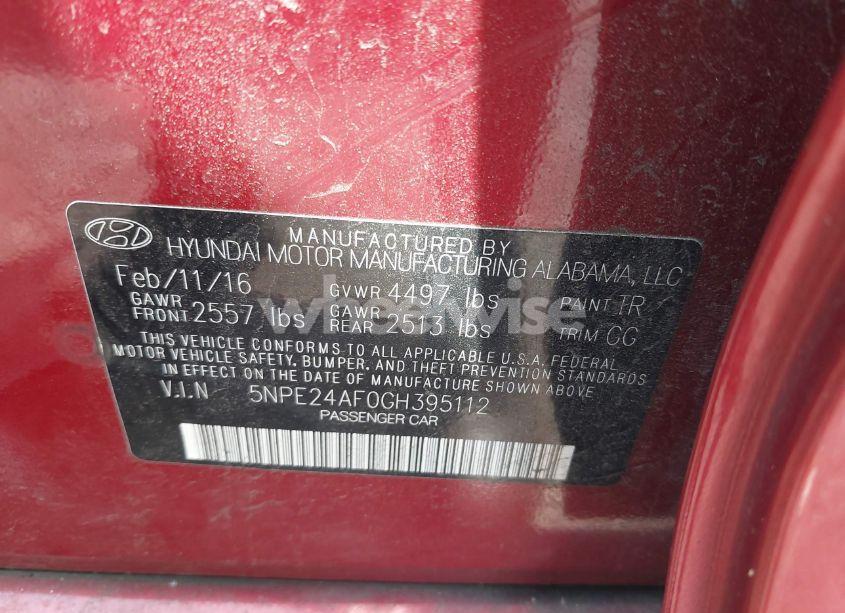 MANUFACTURED BY
HYUNDAI MOTOR MANUFACTURING ALABAMA, LLC
Feb/11/16 GVWR 4497 lbs PAINT TR
GAWR FRONT 2557 lbs GAWR REAR 2513 lbs TRIM GG
THIS VEHICLE CONFORMS TO ALL APPLICABLE U.S.A. FEDERAL
MOTOR VEHICLE SAFETY, BUMPER, AND THEFT PREVENTION STANDARDS
IN EFFECT ON THE DATE OF MANUFACTURE SHOWN ABOVE
V.I.N 5NPE24AF0GH395112
PASSENGER CAR
wheelwise